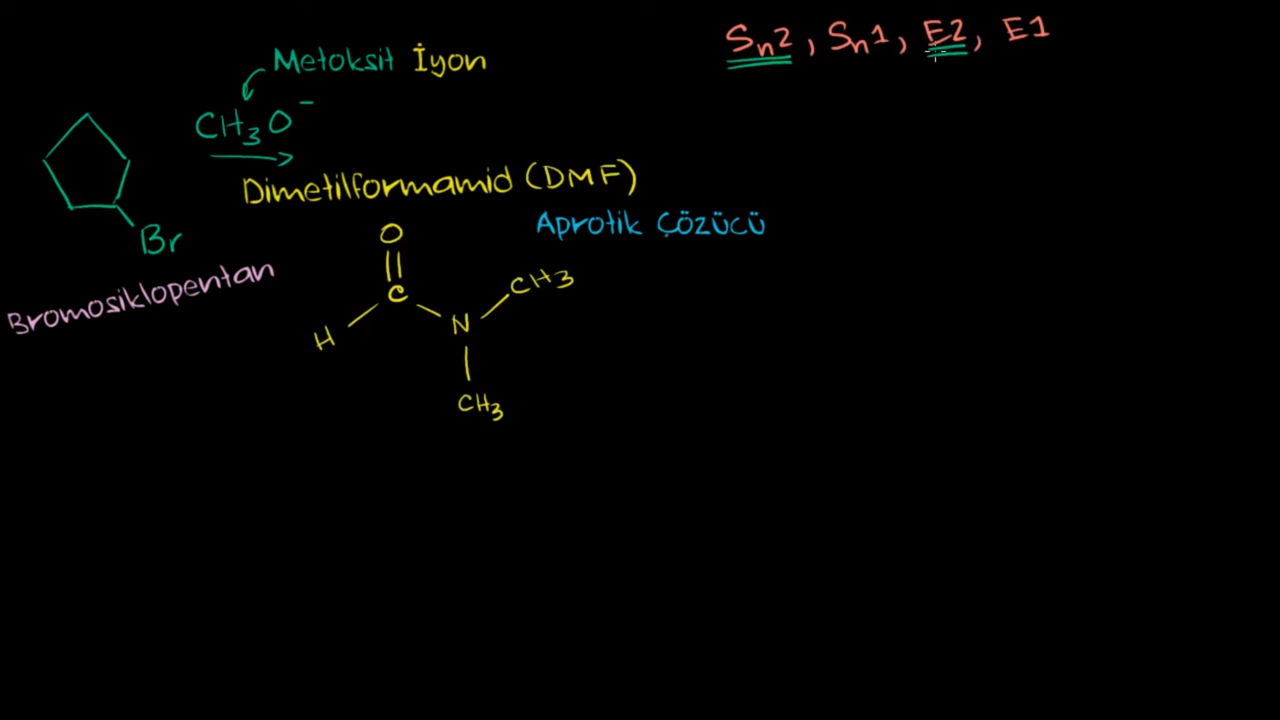 Sn2, Sn1, E2, E1
Metoksit İyon
CH3O⁻
Dimetilformamid (DMF)
Aprotik Çözücü
Br
Bromosiklopentan
O
C
CH3
N
H
CH3